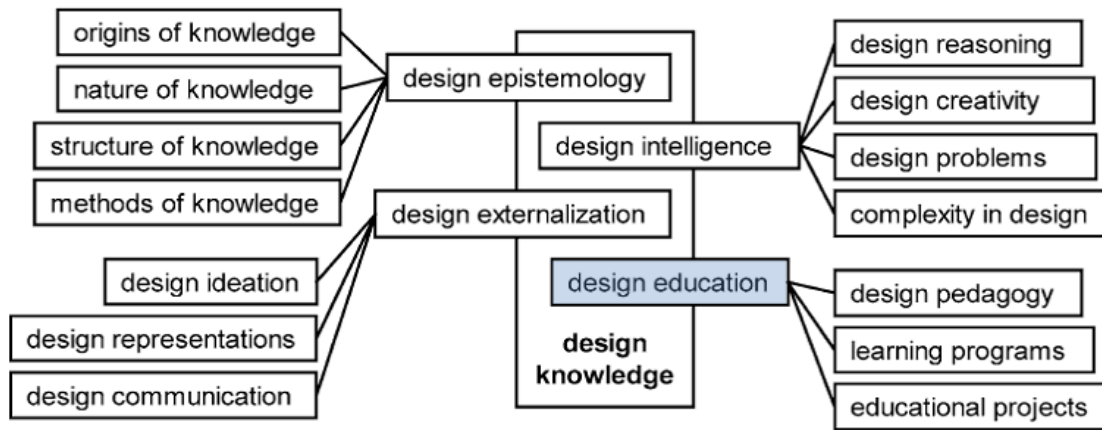 origins of knowledge
nature of knowledge
structure of knowledge
methods of knowledge
design epistemology
design externalization
design ideation
design representations
design communication
design intelligence
design education
design
knowledge
design reasoning
design creativity
design problems
complexity in design
design pedagogy
learning programs
educational projects